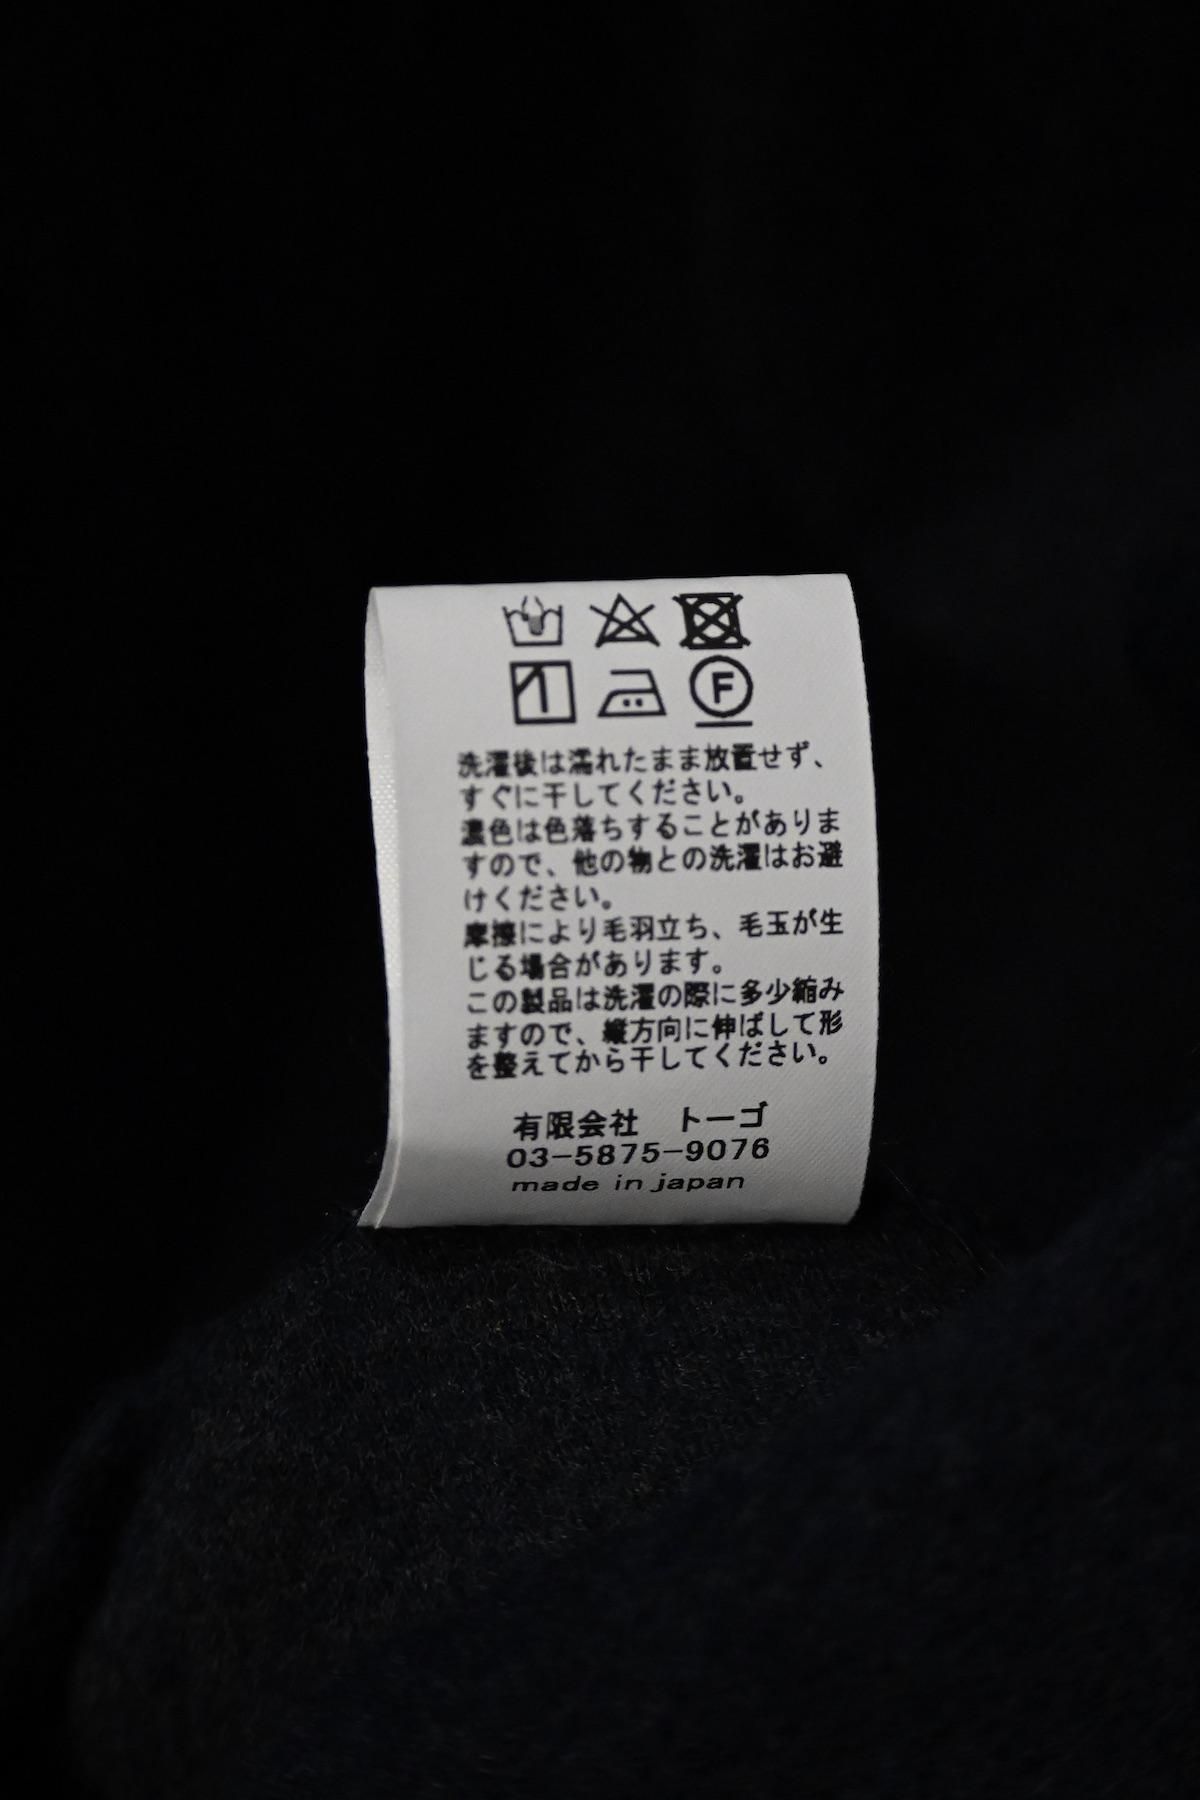 F
洗濯後は濡れたまま放置せず、
すぐに干してください。
濃色は色落ちすることがありま
すので、他の物との洗濯はお避
けください。
摩擦により毛羽立ち、毛玉が生
じる場合があります。
この製品は洗濯の際に多少縮み
ますので、縦方向に伸ばして形
を整えてから干してください。
有限会社　トーゴ
03-5875-9076
made in japan